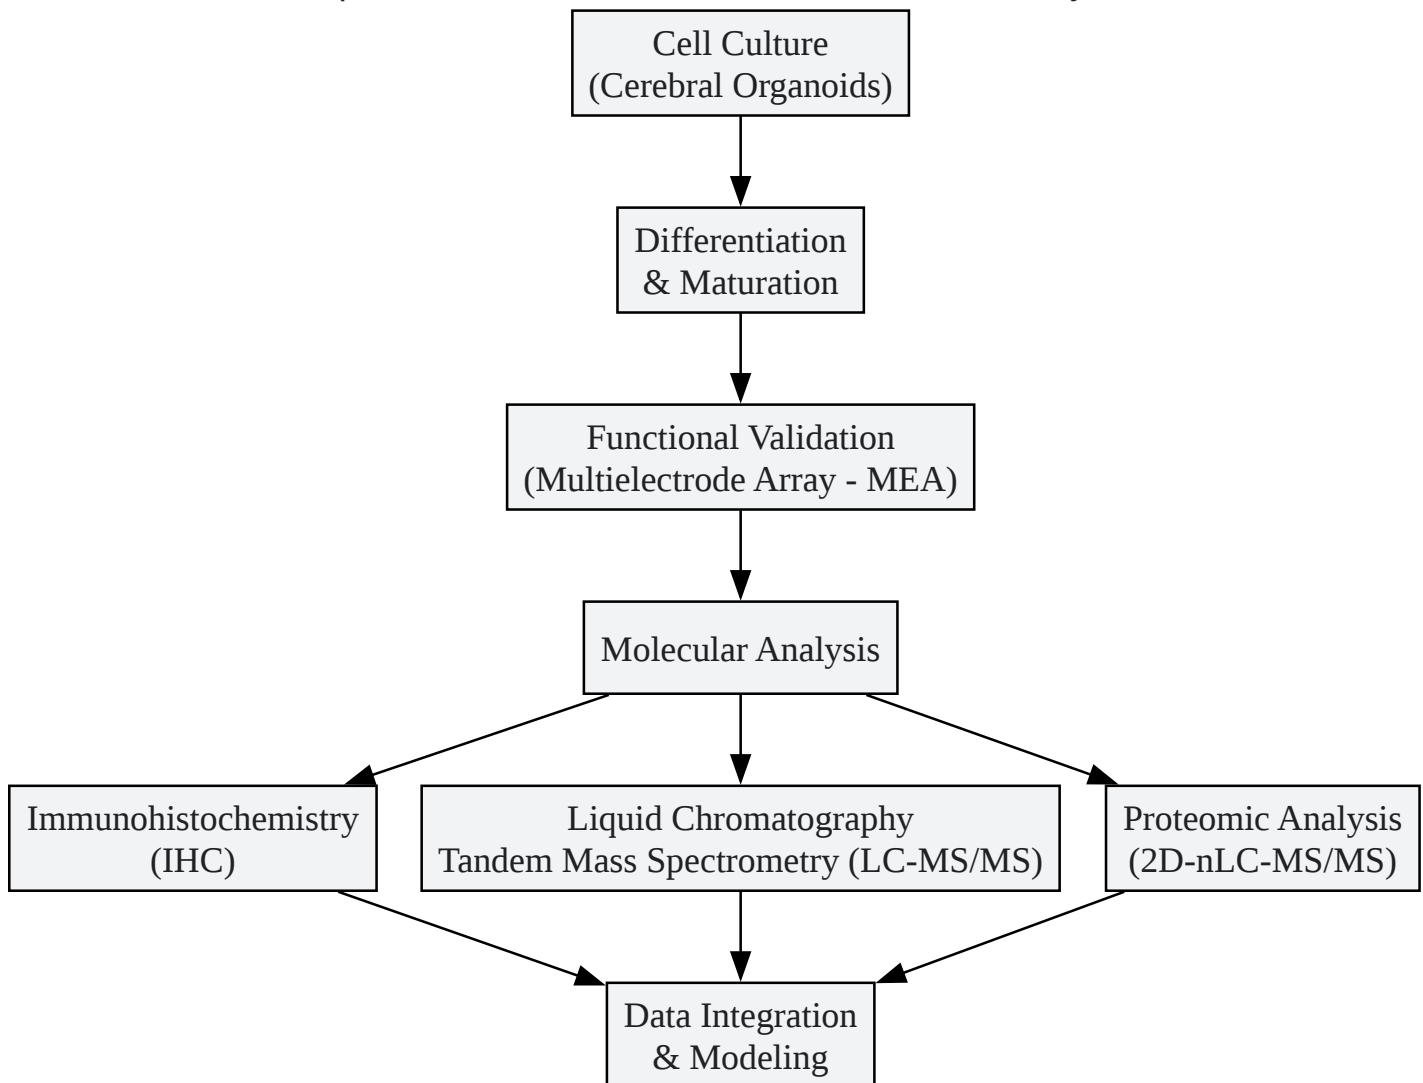 Cell Culture
(Cerebral Organoids)
Differentiation
& Maturation
Functional Validation
(Multielectrode Array - MEA)
Molecular Analysis
Immunohistochemistry
(IHC)
Liquid Chromatography
Tandem Mass Spectrometry (LC-MS/MS)
Proteomic Analysis
(2D-nLC-MS/MS)
Data Integration
& Modeling